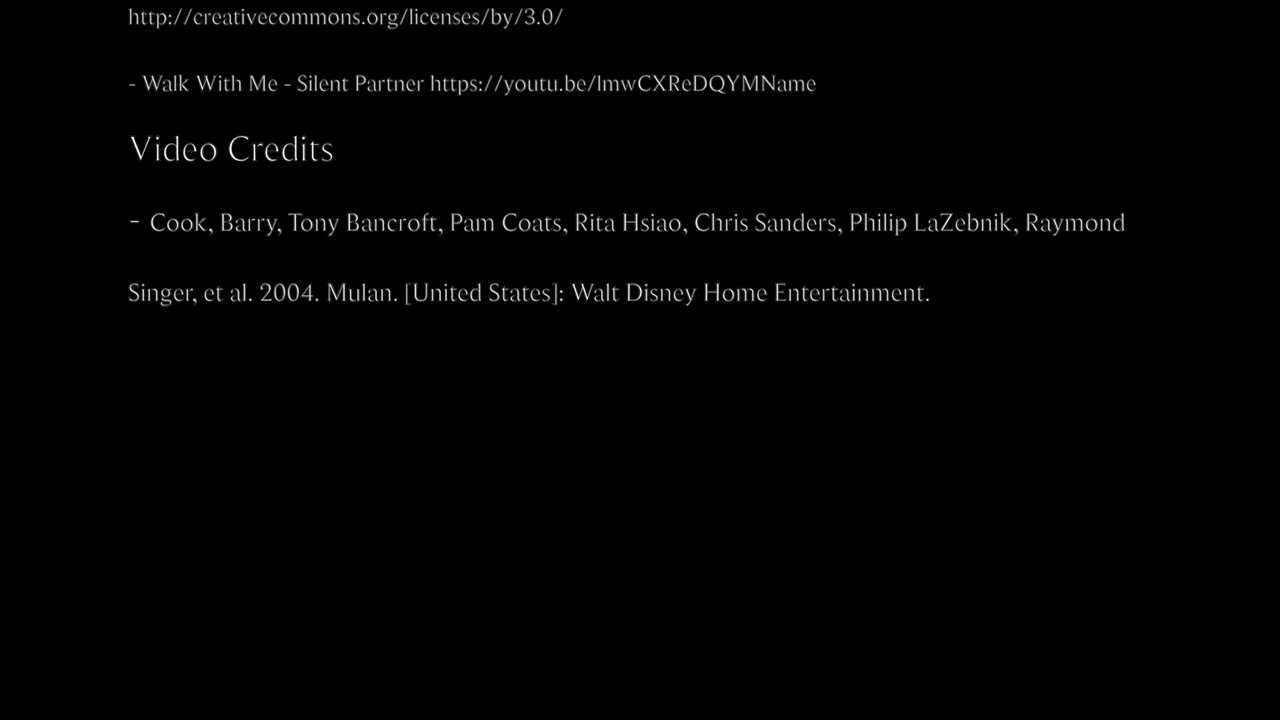 http://creativecommons.org/licenses/by/3.0/
- Walk With Me - Silent Partner https://youtu.be/lmwCXReDQYMName
Video Credits
- Cook, Barry, Tony Bancroft, Pam Coats, Rita Hsiao, Chris Sanders, Philip LaZebnik, Raymond
Singer, et al. 2004. Mulan. [United States]: Walt Disney Home Entertainment.